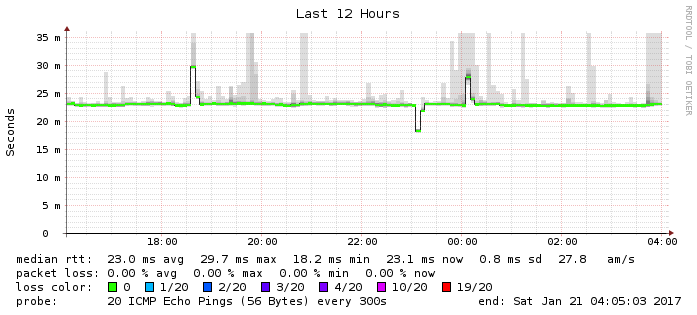 Last 12 Hours
RRDTOOL / TOBI OETIKER
Seconds
35 m
30 m
25 m
20 m
15 m
10 m
5 m
0
18:00 20:00 22:00 00:00 02:00 04:00
median rtt: 23.0 ms avg 29.7 ms max 18.2 ms min 23.1 ms now 0.8 ms sd 27.8 am/s
packet loss: 0.00 % avg 0.00 % max 0.00 % min 0.00 % now
loss color: 0 1/20 2/20 3/20 4/20 10/20 19/20
probe: 20 ICMP Echo Pings (56 Bytes) every 300s end: Sat Jan 21 04:05:03 2017